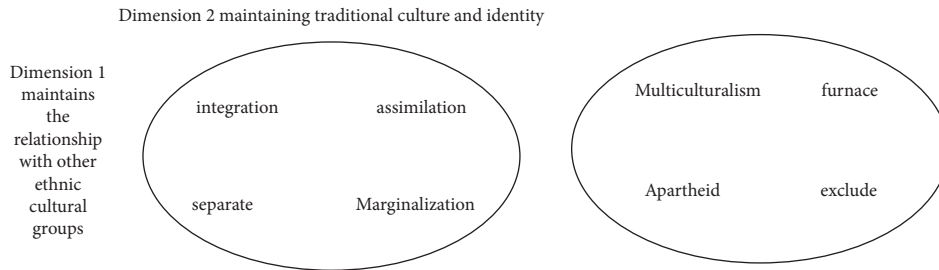 Dimension 2 maintaining traditional culture and identity
Dimension 1
maintains
the
relationship
with other
ethnic
cultural
groups
integration assimilation
separate Marginalization
Multiculturalism furnace
Apartheid exclude